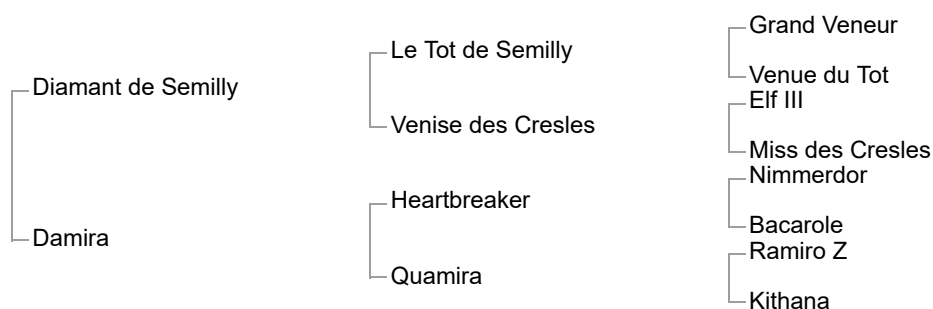 Grand Veneur
Le Tot de Semilly
Venue du Tot
Diamant de Semilly
Elf III
Venise des Cresles
Miss des Cresles
Nimmerdor
Heartbreaker
Bacarole
Damira
Ramiro Z
Quamira
Kithana